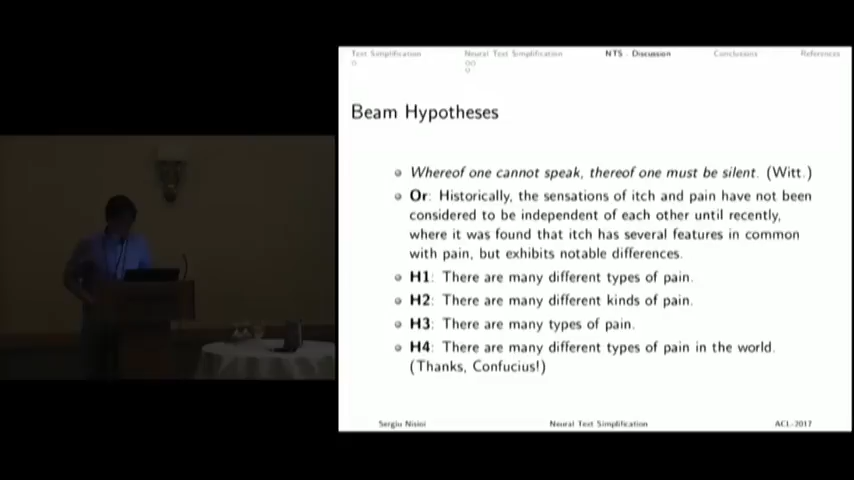 Text Simplification Neural Text Simplification NTS - Discussion Conclusions References
Beam Hypotheses
Whereof one cannot speak, thereof one must be silent. (Witt.)
Or: Historically, the sensations of itch and pain have not been
considered to be independent of each other until recently,
where it was found that itch has several features in common
with pain, but exhibits notable differences.
H1: There are many different types of pain.
H2: There are many different kinds of pain.
H3: There are many types of pain.
H4: There are many different types of pain in the world.
(Thanks, Confucius!)
Sergiu Nisioi Neural Text Simplification ACL-2017